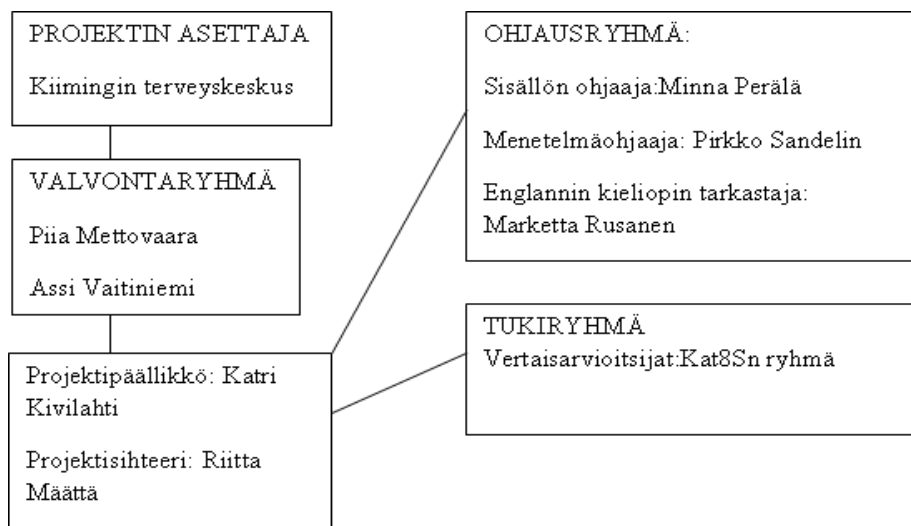 PROJEKTIN ASETTAJA
Kiimingin terveyskeskus
VALVONTARYHMÄ
Piia Mettovaara
Assi Vaitiniemi
Projektipäällikkö: Katri
Kivilahti
Projektisihteeri: Riitta
Määttä
OHJAUSRYHMÄ:
Sisällön ohjaaja:Minna Perälä
Menetelmäohjaaja: Pirkko Sandelin
Englannin kieliopin tarkastaja:
Marketta Rusanen
TUKIRYHMÄ
Vertaisarvioitsijat:Kat8Sn ryhmä